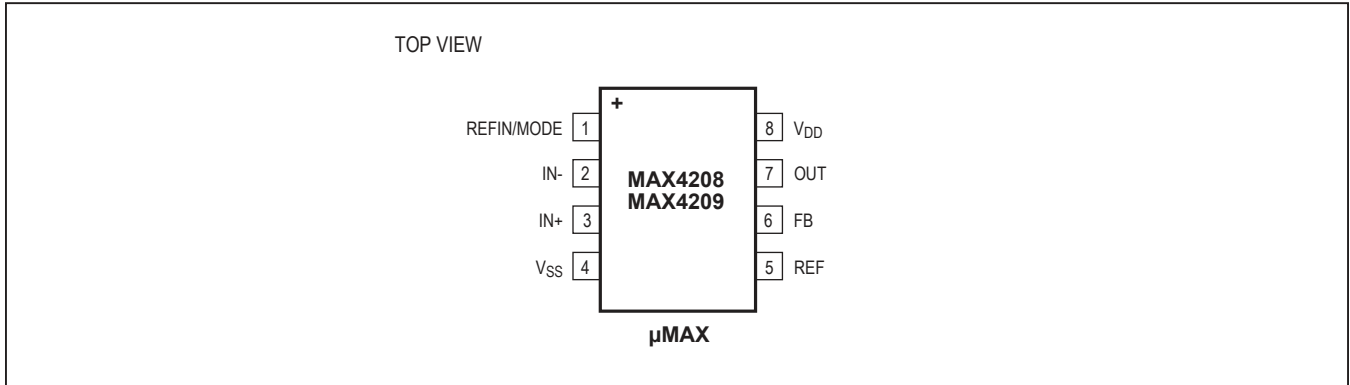 TOP VIEW
+
REFIN/MODE 1
8 VDD
IN- 2
7 OUT
IN+ 3
6 FB
VSS 4
5 REF
MAX4208
MAX4209
µMAX